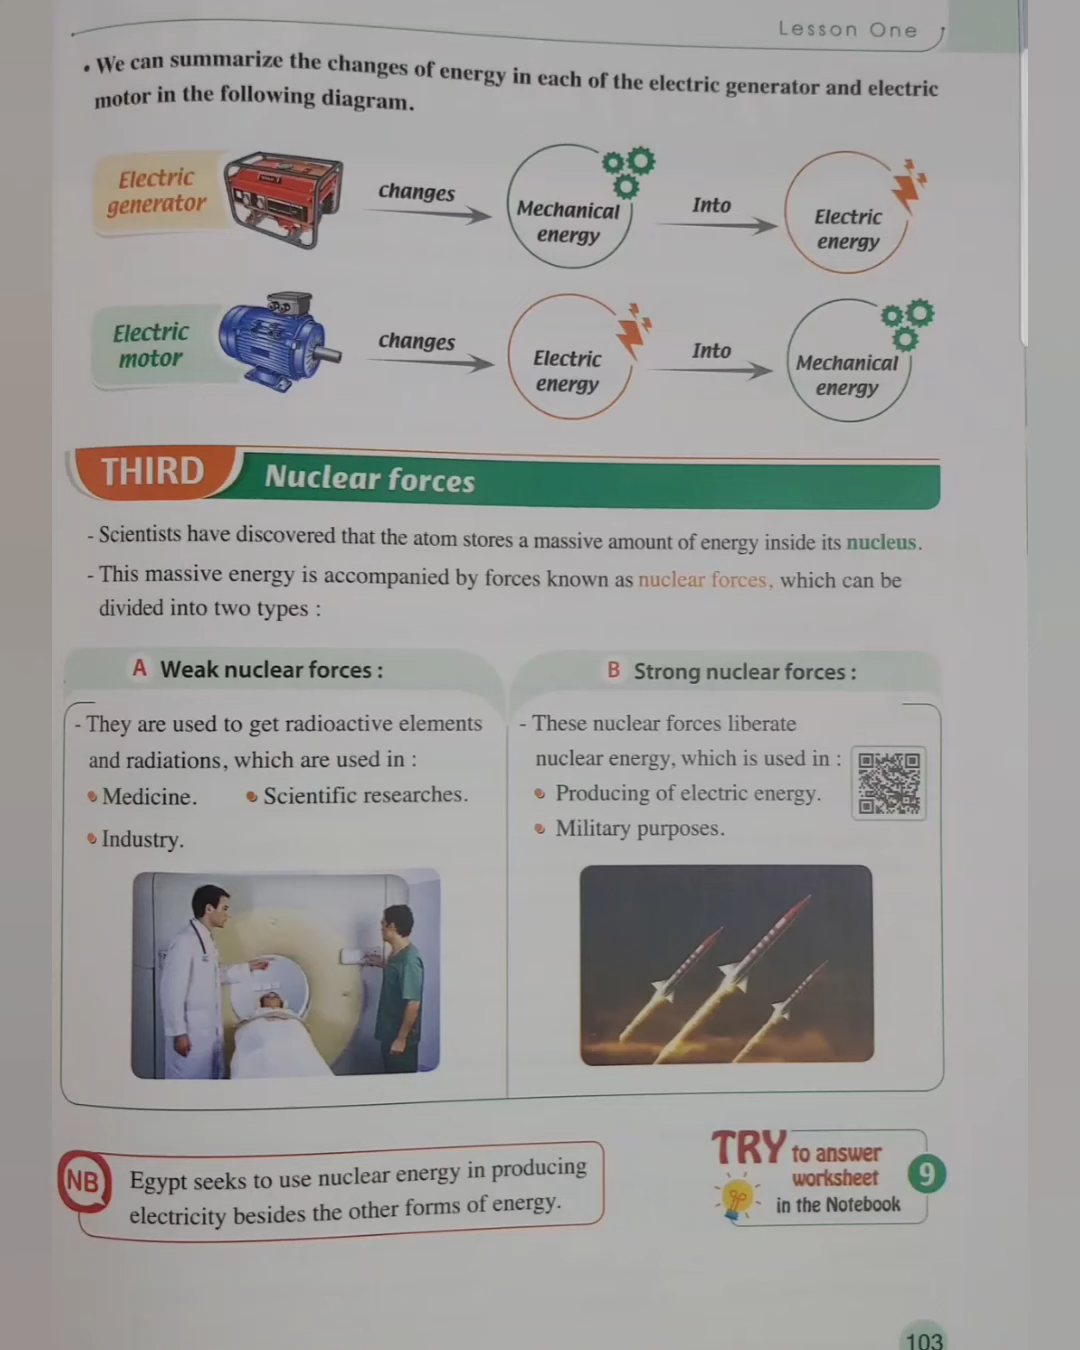 Lesson One
• We can summarize the changes of energy in each of the electric generator and electric
motor in the following diagram.
Electric
generator
changes
Mechanical
energy
Into
Electric
energy
Electric
motor
changes
Electric
energy
Into
Mechanical
energy
THIRD
Nuclear forces
- Scientists have discovered that the atom stores a massive amount of energy inside its nucleus.
- This massive energy is accompanied by forces known as nuclear forces, which can be
divided into two types :
A Weak nuclear forces :
- They are used to get radioactive elements
and radiations, which are used in :
• Medicine. • Scientific researches.
• Industry.
B Strong nuclear forces :
- These nuclear forces liberate
nuclear energy, which is used in :
• Producing of electric energy.
• Military purposes.
NB
Egypt seeks to use nuclear energy in producing
electricity besides the other forms of energy.
TRY to answer
worksheet 9
in the Notebook
103